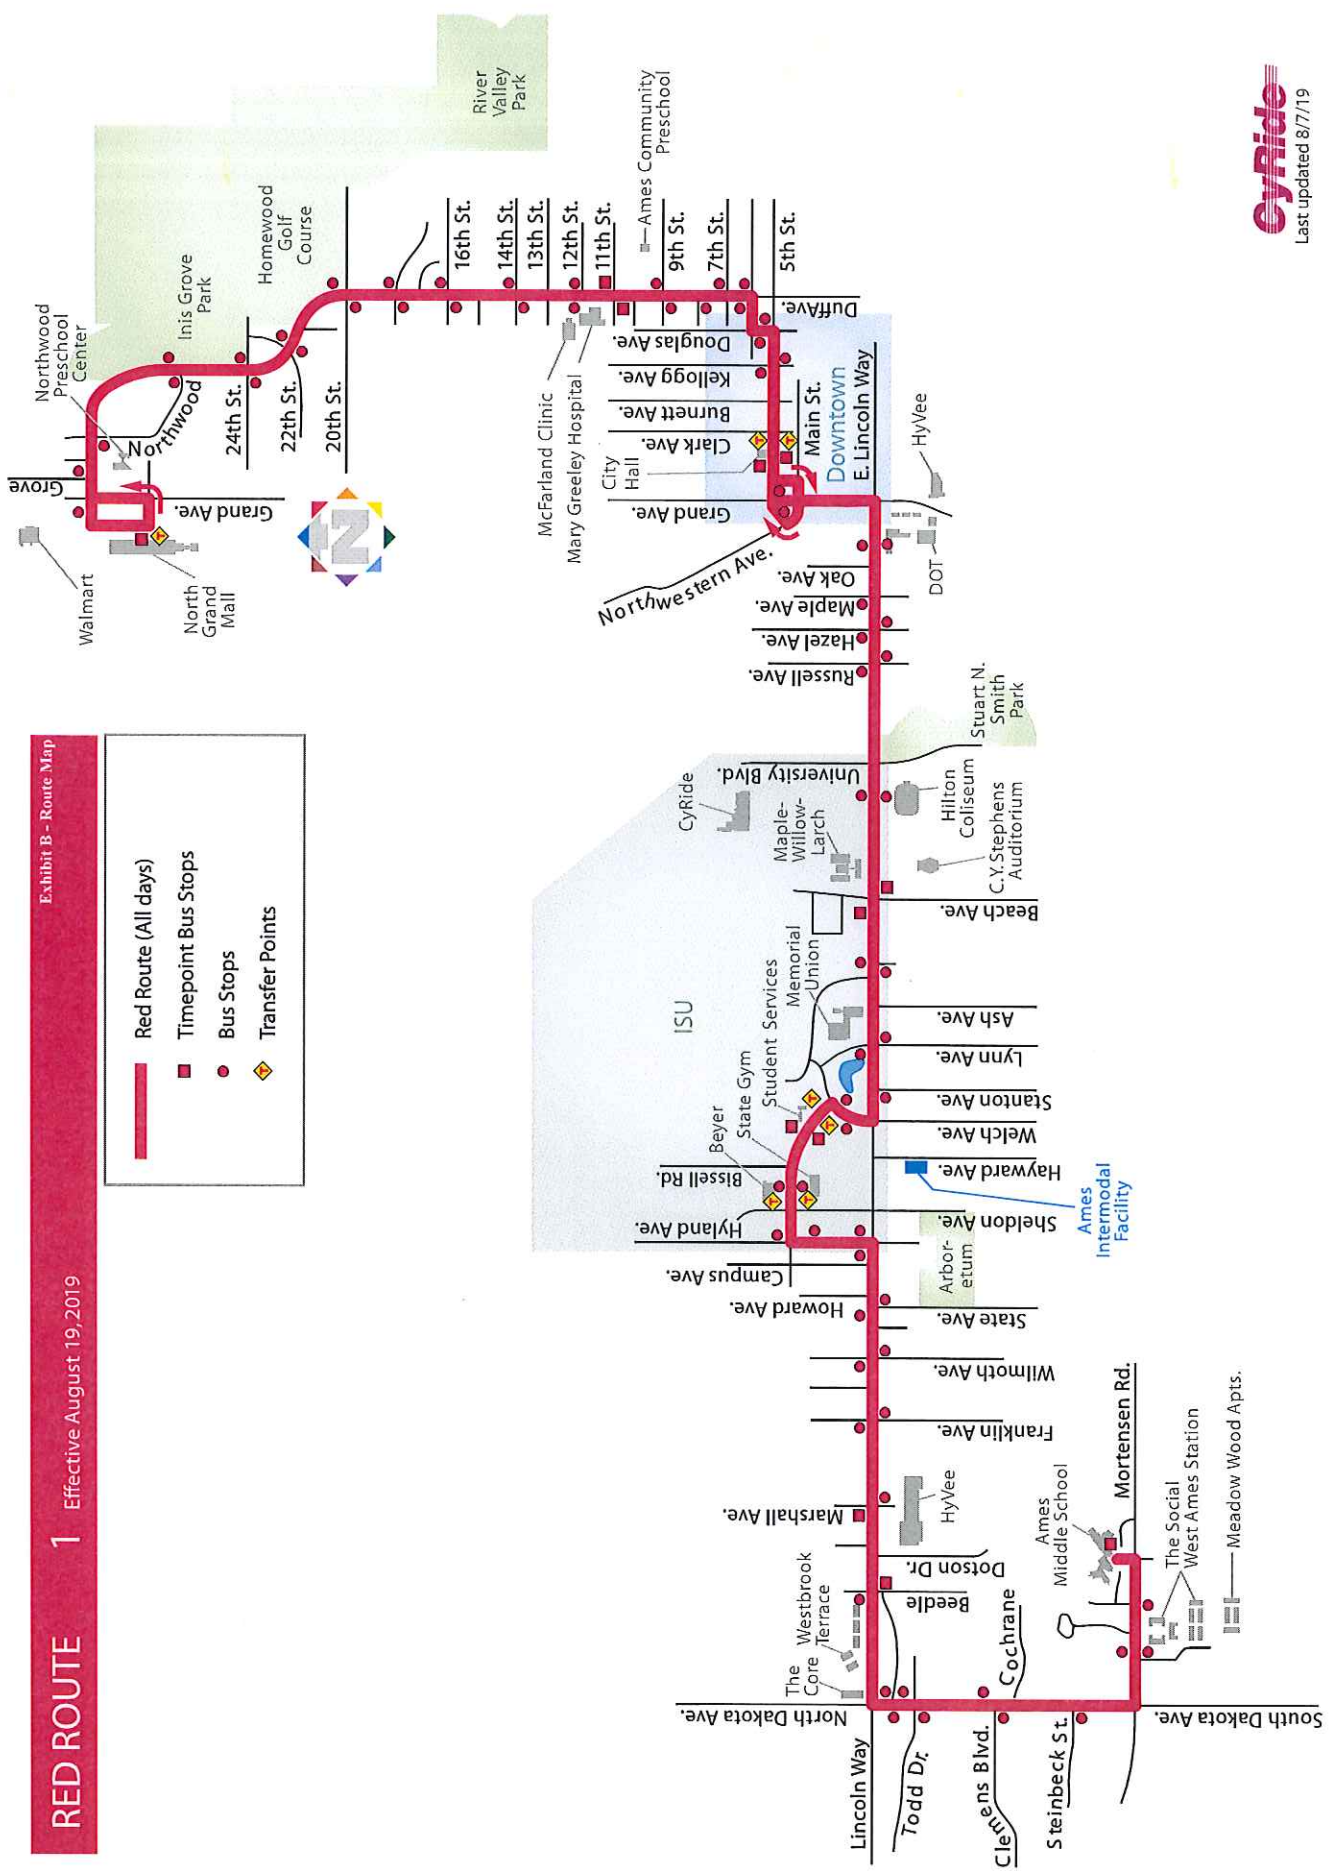 RED ROUTE 1 Effective August 19, 2019
Exhibit B - Route Map
Red Route (All days)
Timepoint Bus Stops
Bus Stops
T Transfer Points
Walmart
North
Grand
Mall
Grand Ave.
Grove
Northwood
Preschool
Center
Northwood
Inis Grove
Park
Homewood
Golf
Course
River
Valley
Park
24th St.
22th St.
20th St.
16th St.
14th St.
13th St.
12th St.
11th St.
Ames Community
Preschool
9th St.
7th St.
5th St.
Duff Ave.
McFarland Clinic
Mary Greeley Hospital
City
Hall
Douglas Ave.
Kellogg Ave.
Burnett Ave.
Clark Ave.
Grand Ave.
Main St.
Downtown
E. Lincoln Way
Northwestern Ave.
N
HyVee
DOT
Oak Ave.
Maple Ave.
Hazel Ave.
Russell Ave.
Stuart N.
Smith
Park
University Blvd.
CyRide
Maple-
Willow-
Larch
Hilton
Coliseum
C.Y. Stephens
Auditorium
Beach Ave.
ISU
Memorial
Union
Student Services
State Gym
Beyer
Bissell Rd.
Hyland Ave.
Ash Ave.
Lynn Ave.
Stanton Ave.
Welch Ave.
Hayward Ave.
Sheldon Ave.
Ames
Intermodal
Facility
Arbor-
etum
Campus Ave.
Howard Ave.
State Ave.
Wilmoth Ave.
Franklin Ave.
Marshall Ave.
HyVee
Dotson Dr.
Beedle
Westbrook
Terrace
The
Core
North Dakota Ave.
Lincoln Way
Todd Dr.
Clemens Blvd.
Cochrane
Steinbeck St.
South Dakota Ave.
Ames
Middle School
Mortensen Rd.
The Social
West Ames Station
Meadow Wood Apts.
T
T
T
T
T
T
T
CyRide
Last updated 8/7/19